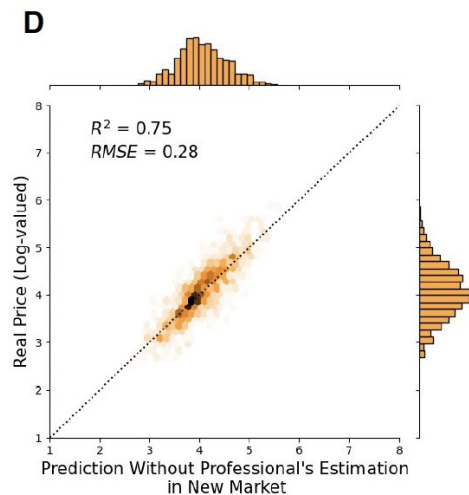 D
R² = 0.75
RMSE = 0.28
Real Price (Log-valued)
8
7
6
5
4
3
2
1
1 2 3 4 5 6 7 8
Prediction Without Professional's Estimation
in New Market